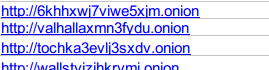 http://6khhxwj7viwe5xjm.onion
http://valhallaxmn3fydu.onion
http://tochka3evlj3sxdv.onion